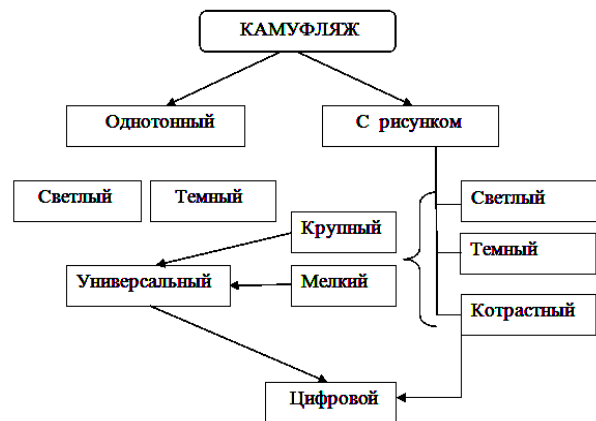 КАМУФЛЯЖ
Однотонный
С рисунком
Светлый
Темный
Светлый
Крупный
Темный
Универсальный
Мелкий
Котрастный
Цифровой